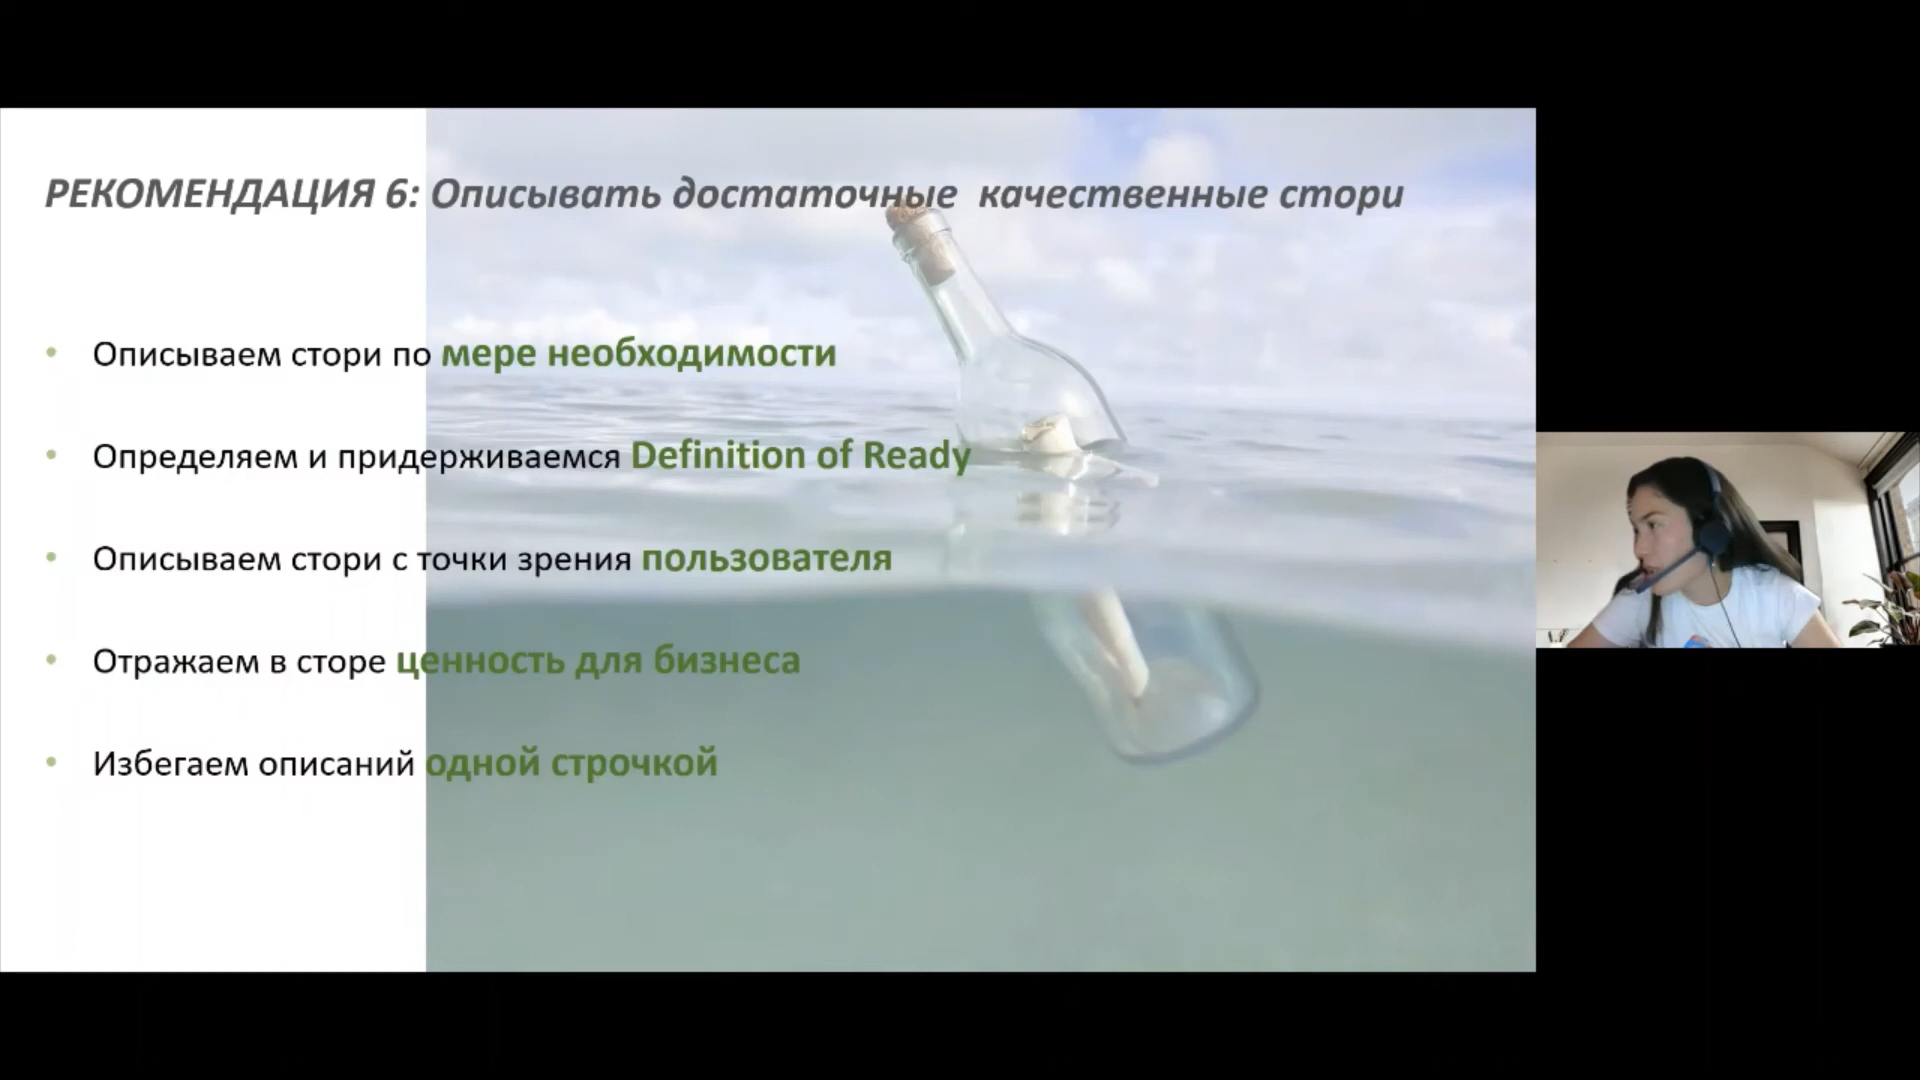 РЕКОМЕНДАЦИЯ 6: Описывать достаточные качественные стори
• Описываем стори по мере необходимости
• Определяем и придерживаемся Definition of Ready
• Описываем стори с точки зрения пользователя
• Отражаем в сторе ценность для бизнеса
• Избегаем описаний одной строчкой